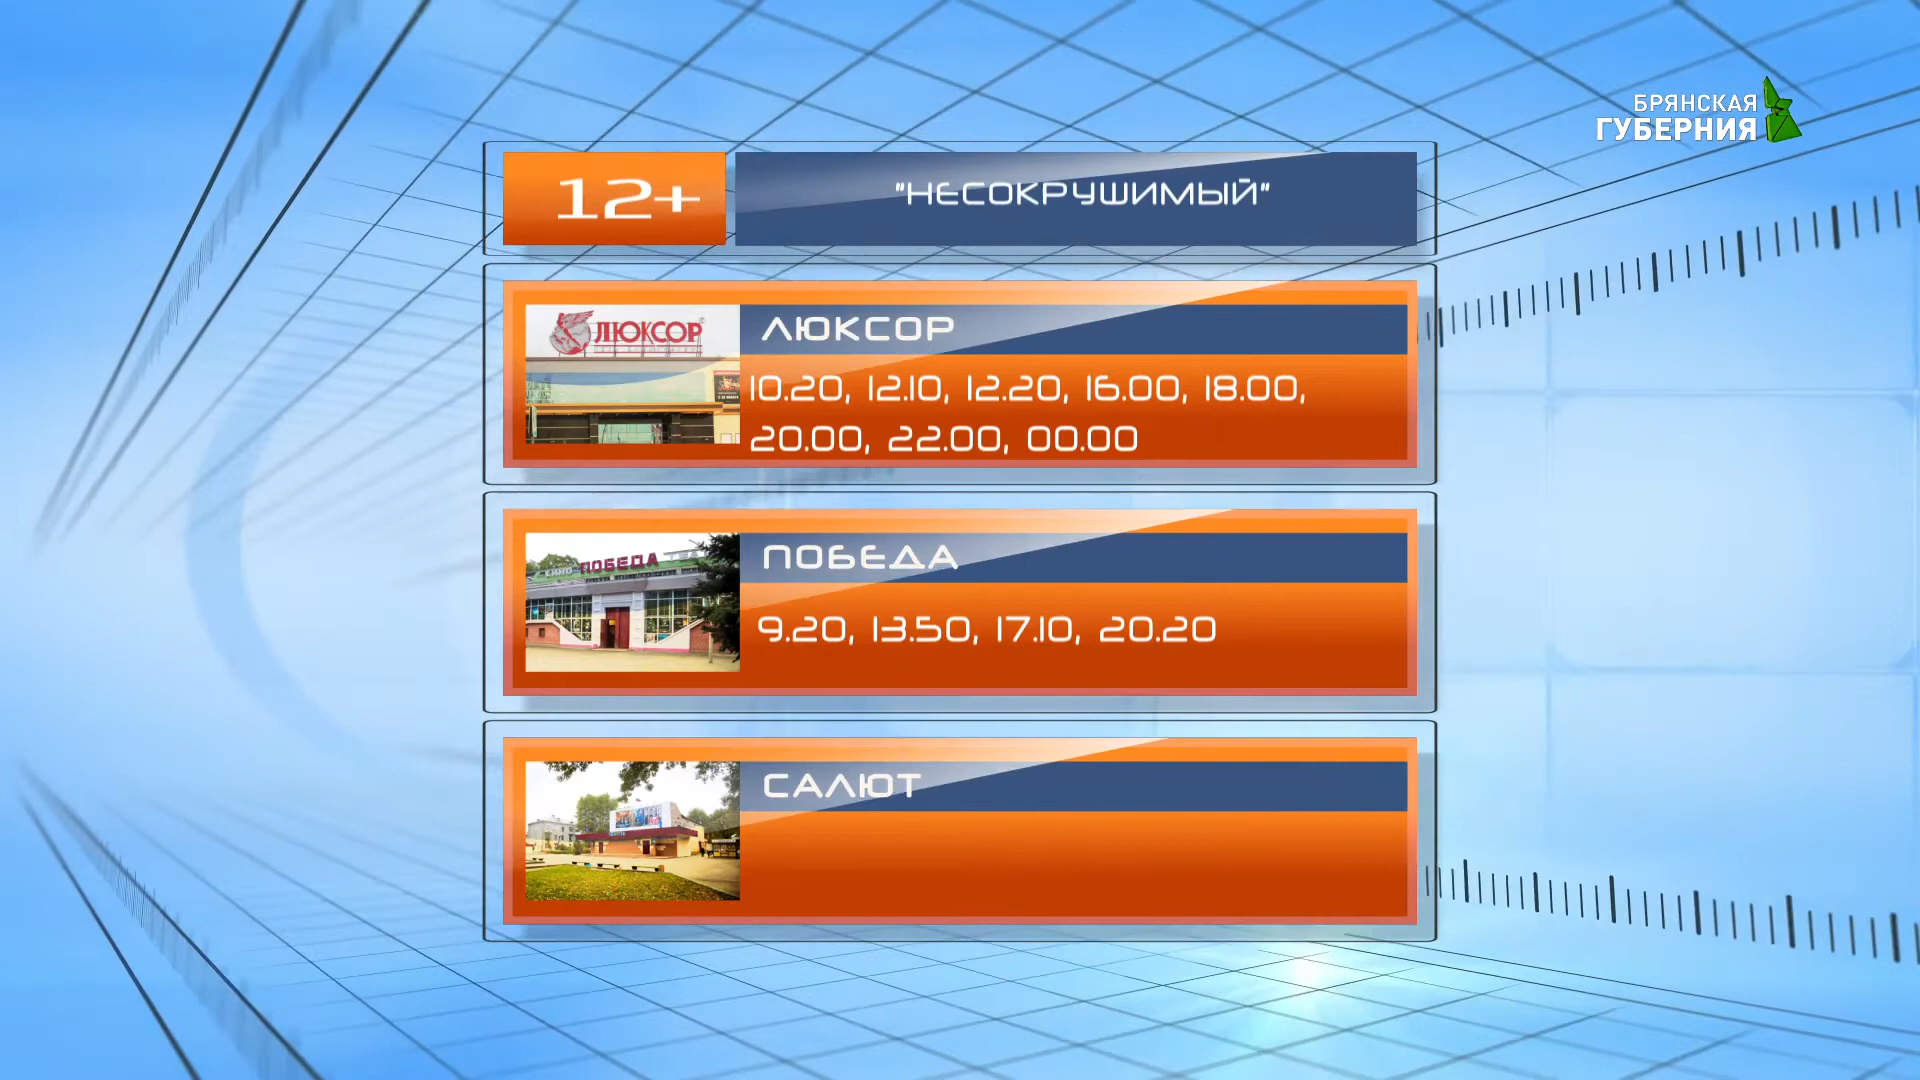 БРЯНСКАЯ
ГУБЕРНИЯ
12+
"НЕСОКРУШИМЫЙ"
ЛЮКСОР
ЛЮКСОР
10.20, 12.10, 12.20, 16.00, 18.00,
20.00, 22.00, 00.00
КИНО ПОБЕДА
ПОБЕДА
9.20, 13.50, 17.10, 20.20
САЛЮТ